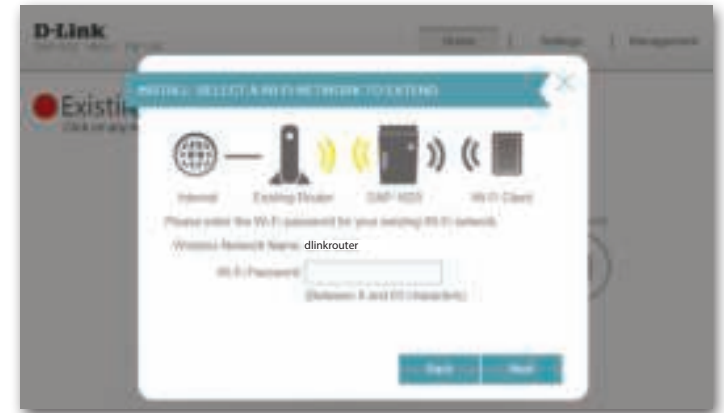 D-Link
Home | Settings | Management
Existin
INSTALL: SELECT A WI-FI NETWORK TO EXTEND
Internet Existing Router DAP-1620 Wi-Fi Client
Please enter the Wi-Fi password for your existing Wi-Fi network.
Wireless Network Name: dlinkrouter
Wi-Fi Password:
(Between 8 and 63 characters)
Back Next